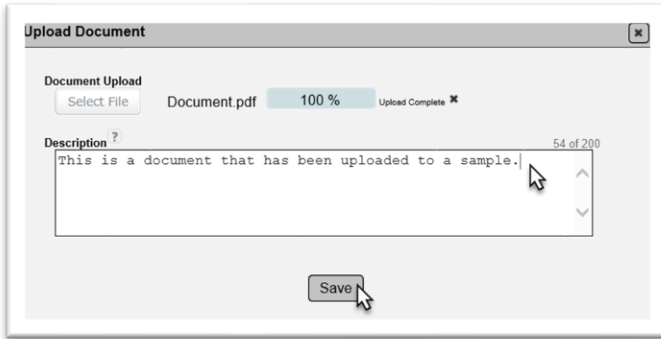 Upload Document
Document Upload
Select File Document.pdf 100 % Upload Complete ✖
Description ? 54 of 200
This is a document that has been uploaded to a sample.
Save